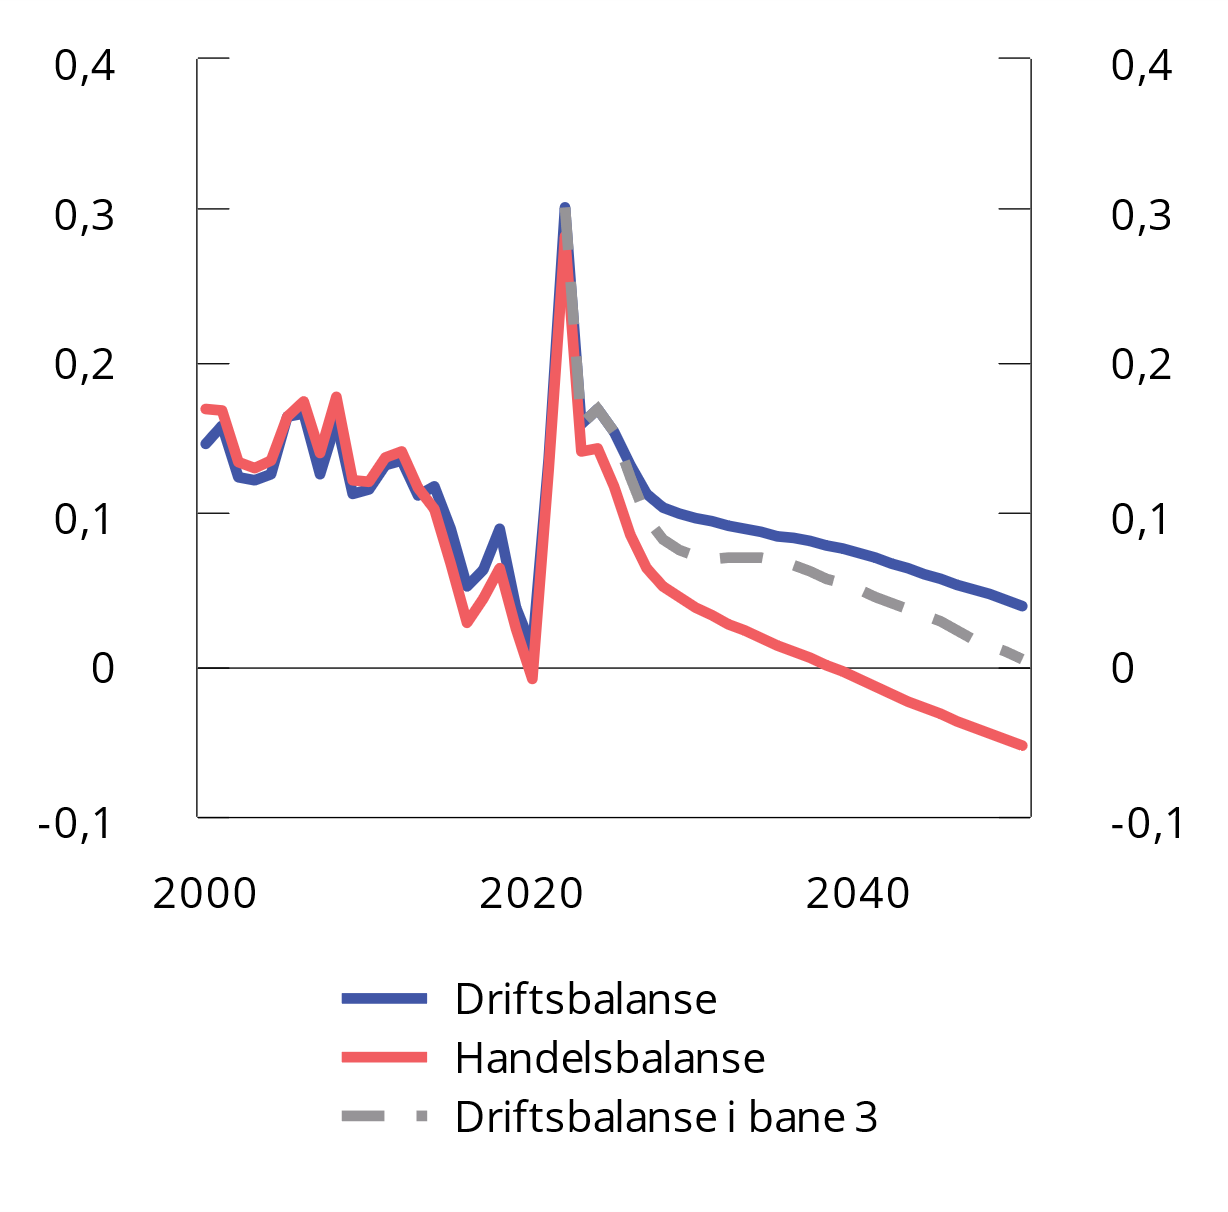 0,4 0,4
0,3 0,3
0,2 0,2
0,1 0,1
0 0
-0,1 -0,1
2000 2020 2040
Driftsbalanse
Handelsbalanse
Driftsbalanse i bane 3